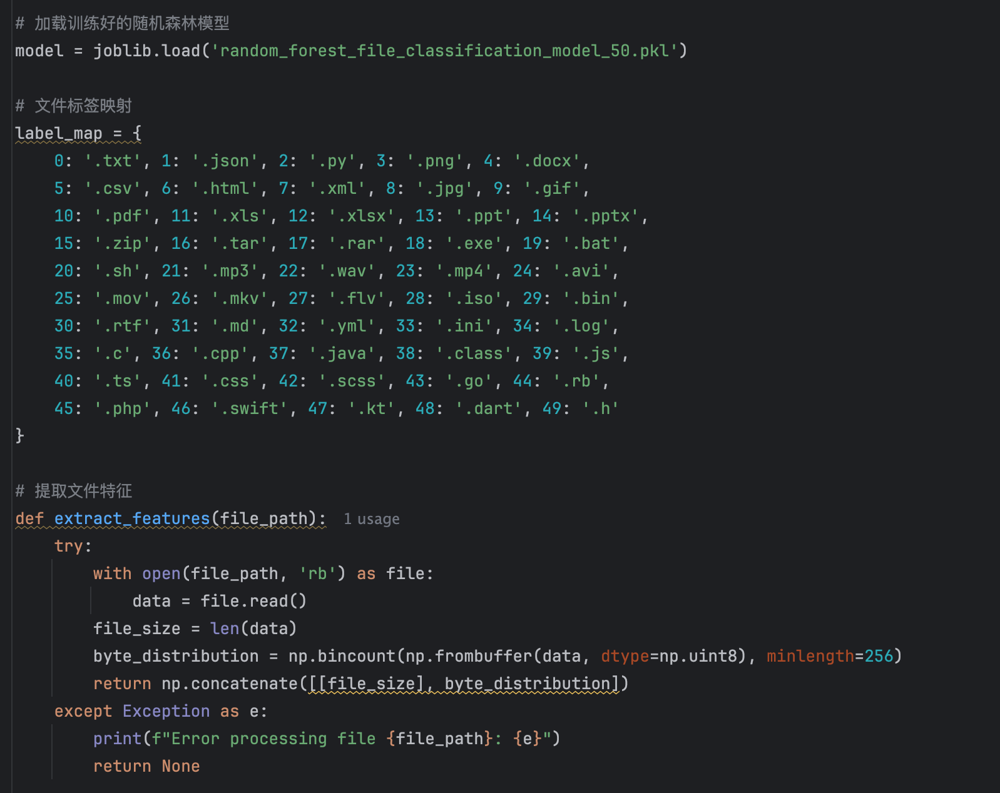 # 加载训练好的随机森林模型
model = joblib.load('random_forest_file_classification_model_50.pkl')
# 文件标签映射
label_map = {
    0: '.txt', 1: '.json', 2: '.py', 3: '.png', 4: '.docx',
    5: '.csv', 6: '.html', 7: '.xml', 8: '.jpg', 9: '.gif',
    10: '.pdf', 11: '.xls', 12: '.xlsx', 13: '.ppt', 14: '.pptx',
    15: '.zip', 16: '.tar', 17: '.rar', 18: '.exe', 19: '.bat',
    20: '.sh', 21: '.mp3', 22: '.wav', 23: '.mp4', 24: '.avi',
    25: '.mov', 26: '.mkv', 27: '.flv', 28: '.iso', 29: '.bin',
    30: '.rtf', 31: '.md', 32: '.yml', 33: '.ini', 34: '.log',
    35: '.c', 36: '.cpp', 37: '.java', 38: '.class', 39: '.js',
    40: '.ts', 41: '.css', 42: '.scss', 43: '.go', 44: '.rb',
    45: '.php', 46: '.swift', 47: '.kt', 48: '.dart', 49: '.h'
}
# 提取文件特征
def extract_features(file_path):  1 usage
    try:
        with open(file_path, 'rb') as file:
            data = file.read()
        file_size = len(data)
        byte_distribution = np.bincount(np.frombuffer(data, dtype=np.uint8), minlength=256)
        return np.concatenate([[file_size], byte_distribution])
    except Exception as e:
        print(f"Error processing file {file_path}: {e}")
        return None